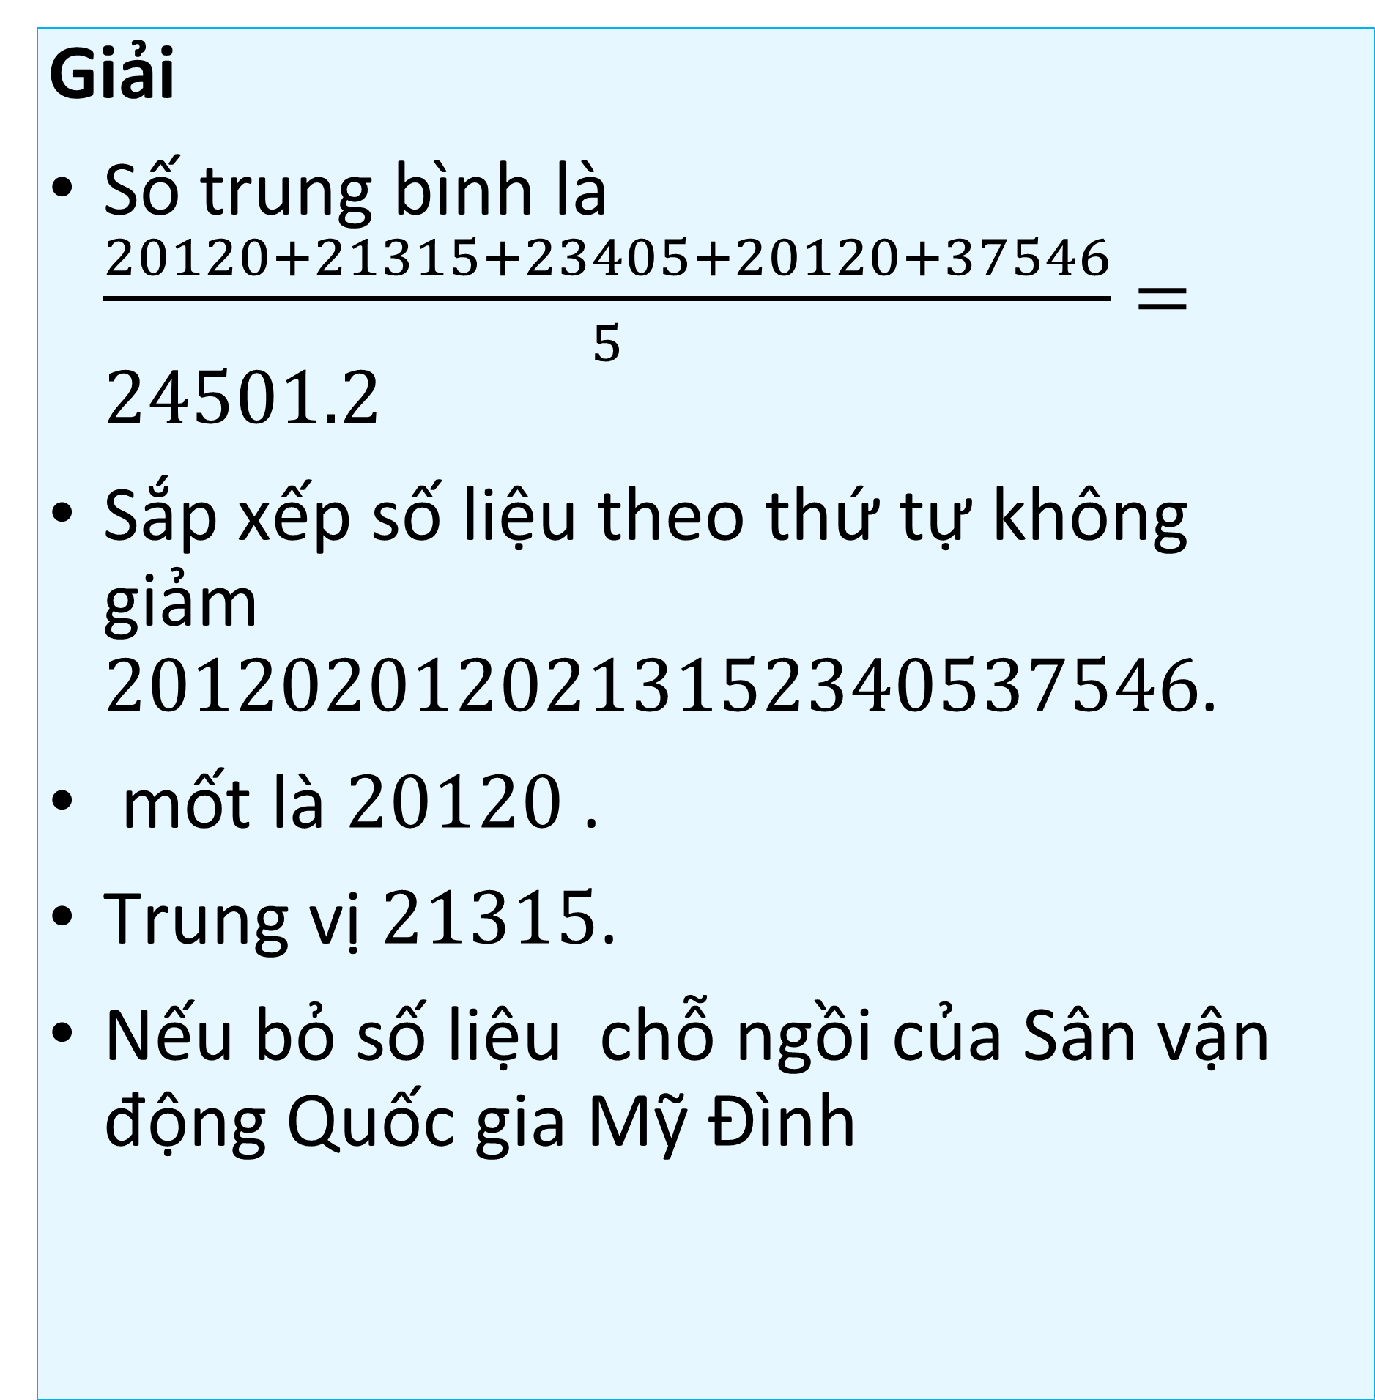 Giải
• Số trung bình là
20120+21315+23405+20120+37546
5
=
24501.2
• Sắp xếp số liệu theo thứ tự không
giảm
2012020120213152340537546.
• mốt là 20120 .
• Trung vị 21315.
• Nếu bỏ số liệu chỗ ngồi của Sân vận
động Quốc gia Mỹ Đình